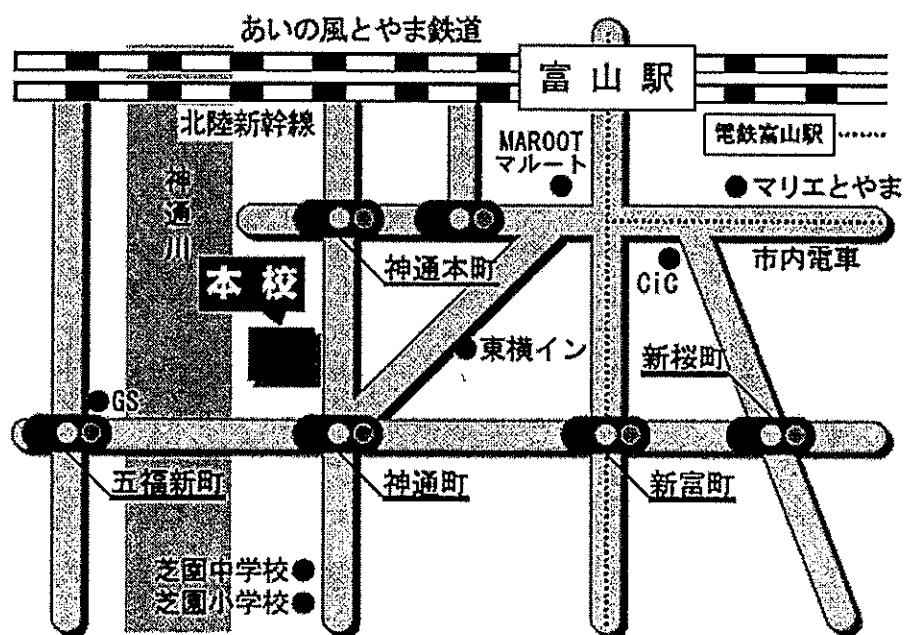 あいの風とやま鉄道
富山駅
北陸新幹線
MAROOT
マルート
電鉄富山駅
マリエとやま
神通川
神通本町
CiC
市内電車
本校
東横イン
新桜町
GS
五福新町
神通町
新富町
芝園中学校
芝園小学校